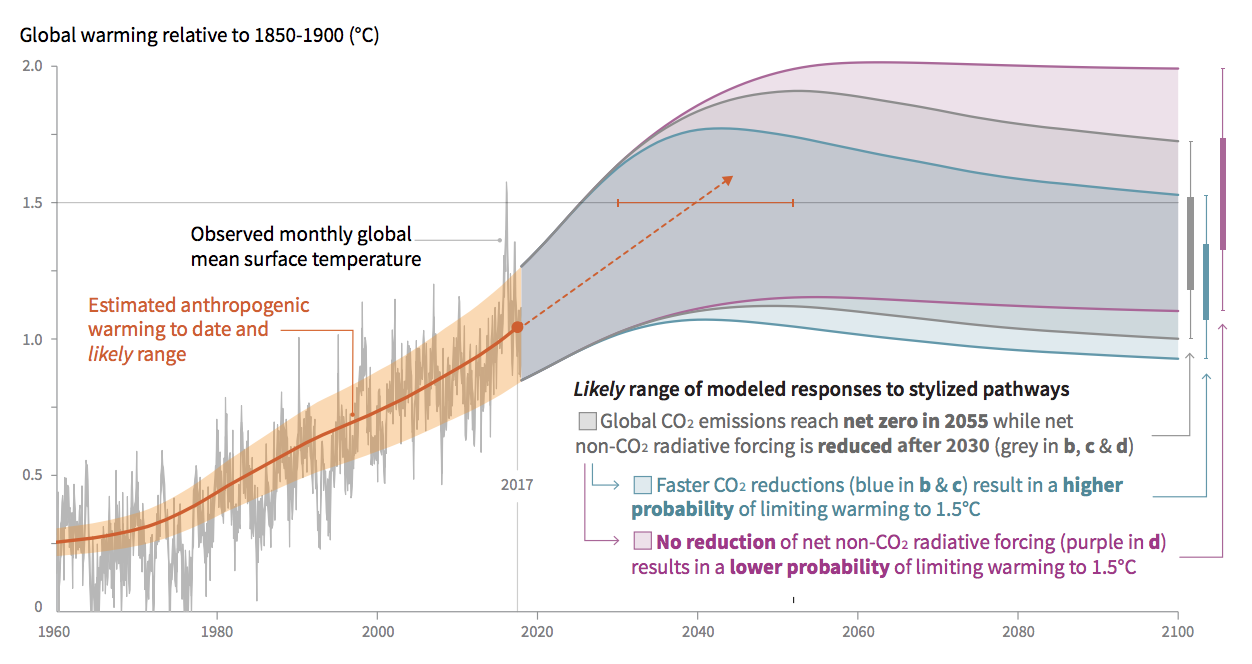 Global warming relative to 1850-1900 (°C)
2.0
1.5
Observed monthly global
mean surface temperature
Estimated anthropogenic
warming to date and
likely range
1.0
Likely range of modeled responses to stylized pathways
Global CO₂ emissions reach net zero in 2055 while net
non-CO₂ radiative forcing is reduced after 2030 (grey in b, c & d)
0.5
2017
Faster CO₂ reductions (blue in b & c) result in a higher
probability of limiting warming to 1.5°C
No reduction of net non-CO₂ radiative forcing (purple in d)
results in a lower probability of limiting warming to 1.5°C
0
1960 1980 2000 2020 2040 2060 2080 2100